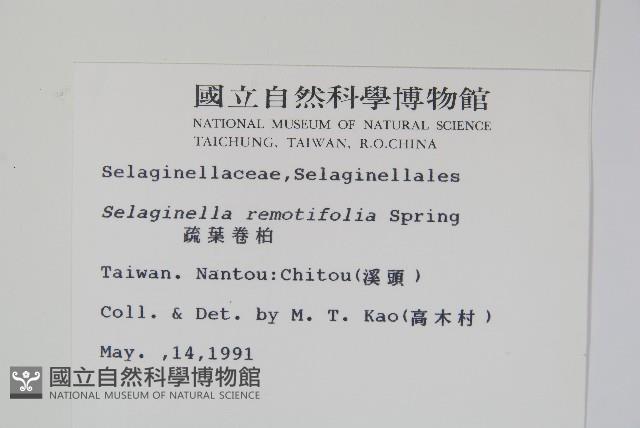 國立自然科學博物館
NATIONAL MUSEUM OF NATURAL SCIENCE
TAICHUNG, TAIWAN, R.O.CHINA
Selaginellaceae,Selaginellales
Selaginella remotifolia Spring
疏葉卷柏
Taiwan. Nantou:Chitou(溪頭)
Coll. & Det. by M. T. Kao(高木村)
May. ,14,1991
國立自然科學博物館
NATIONAL MUSEUM OF NATURAL SCIENCE